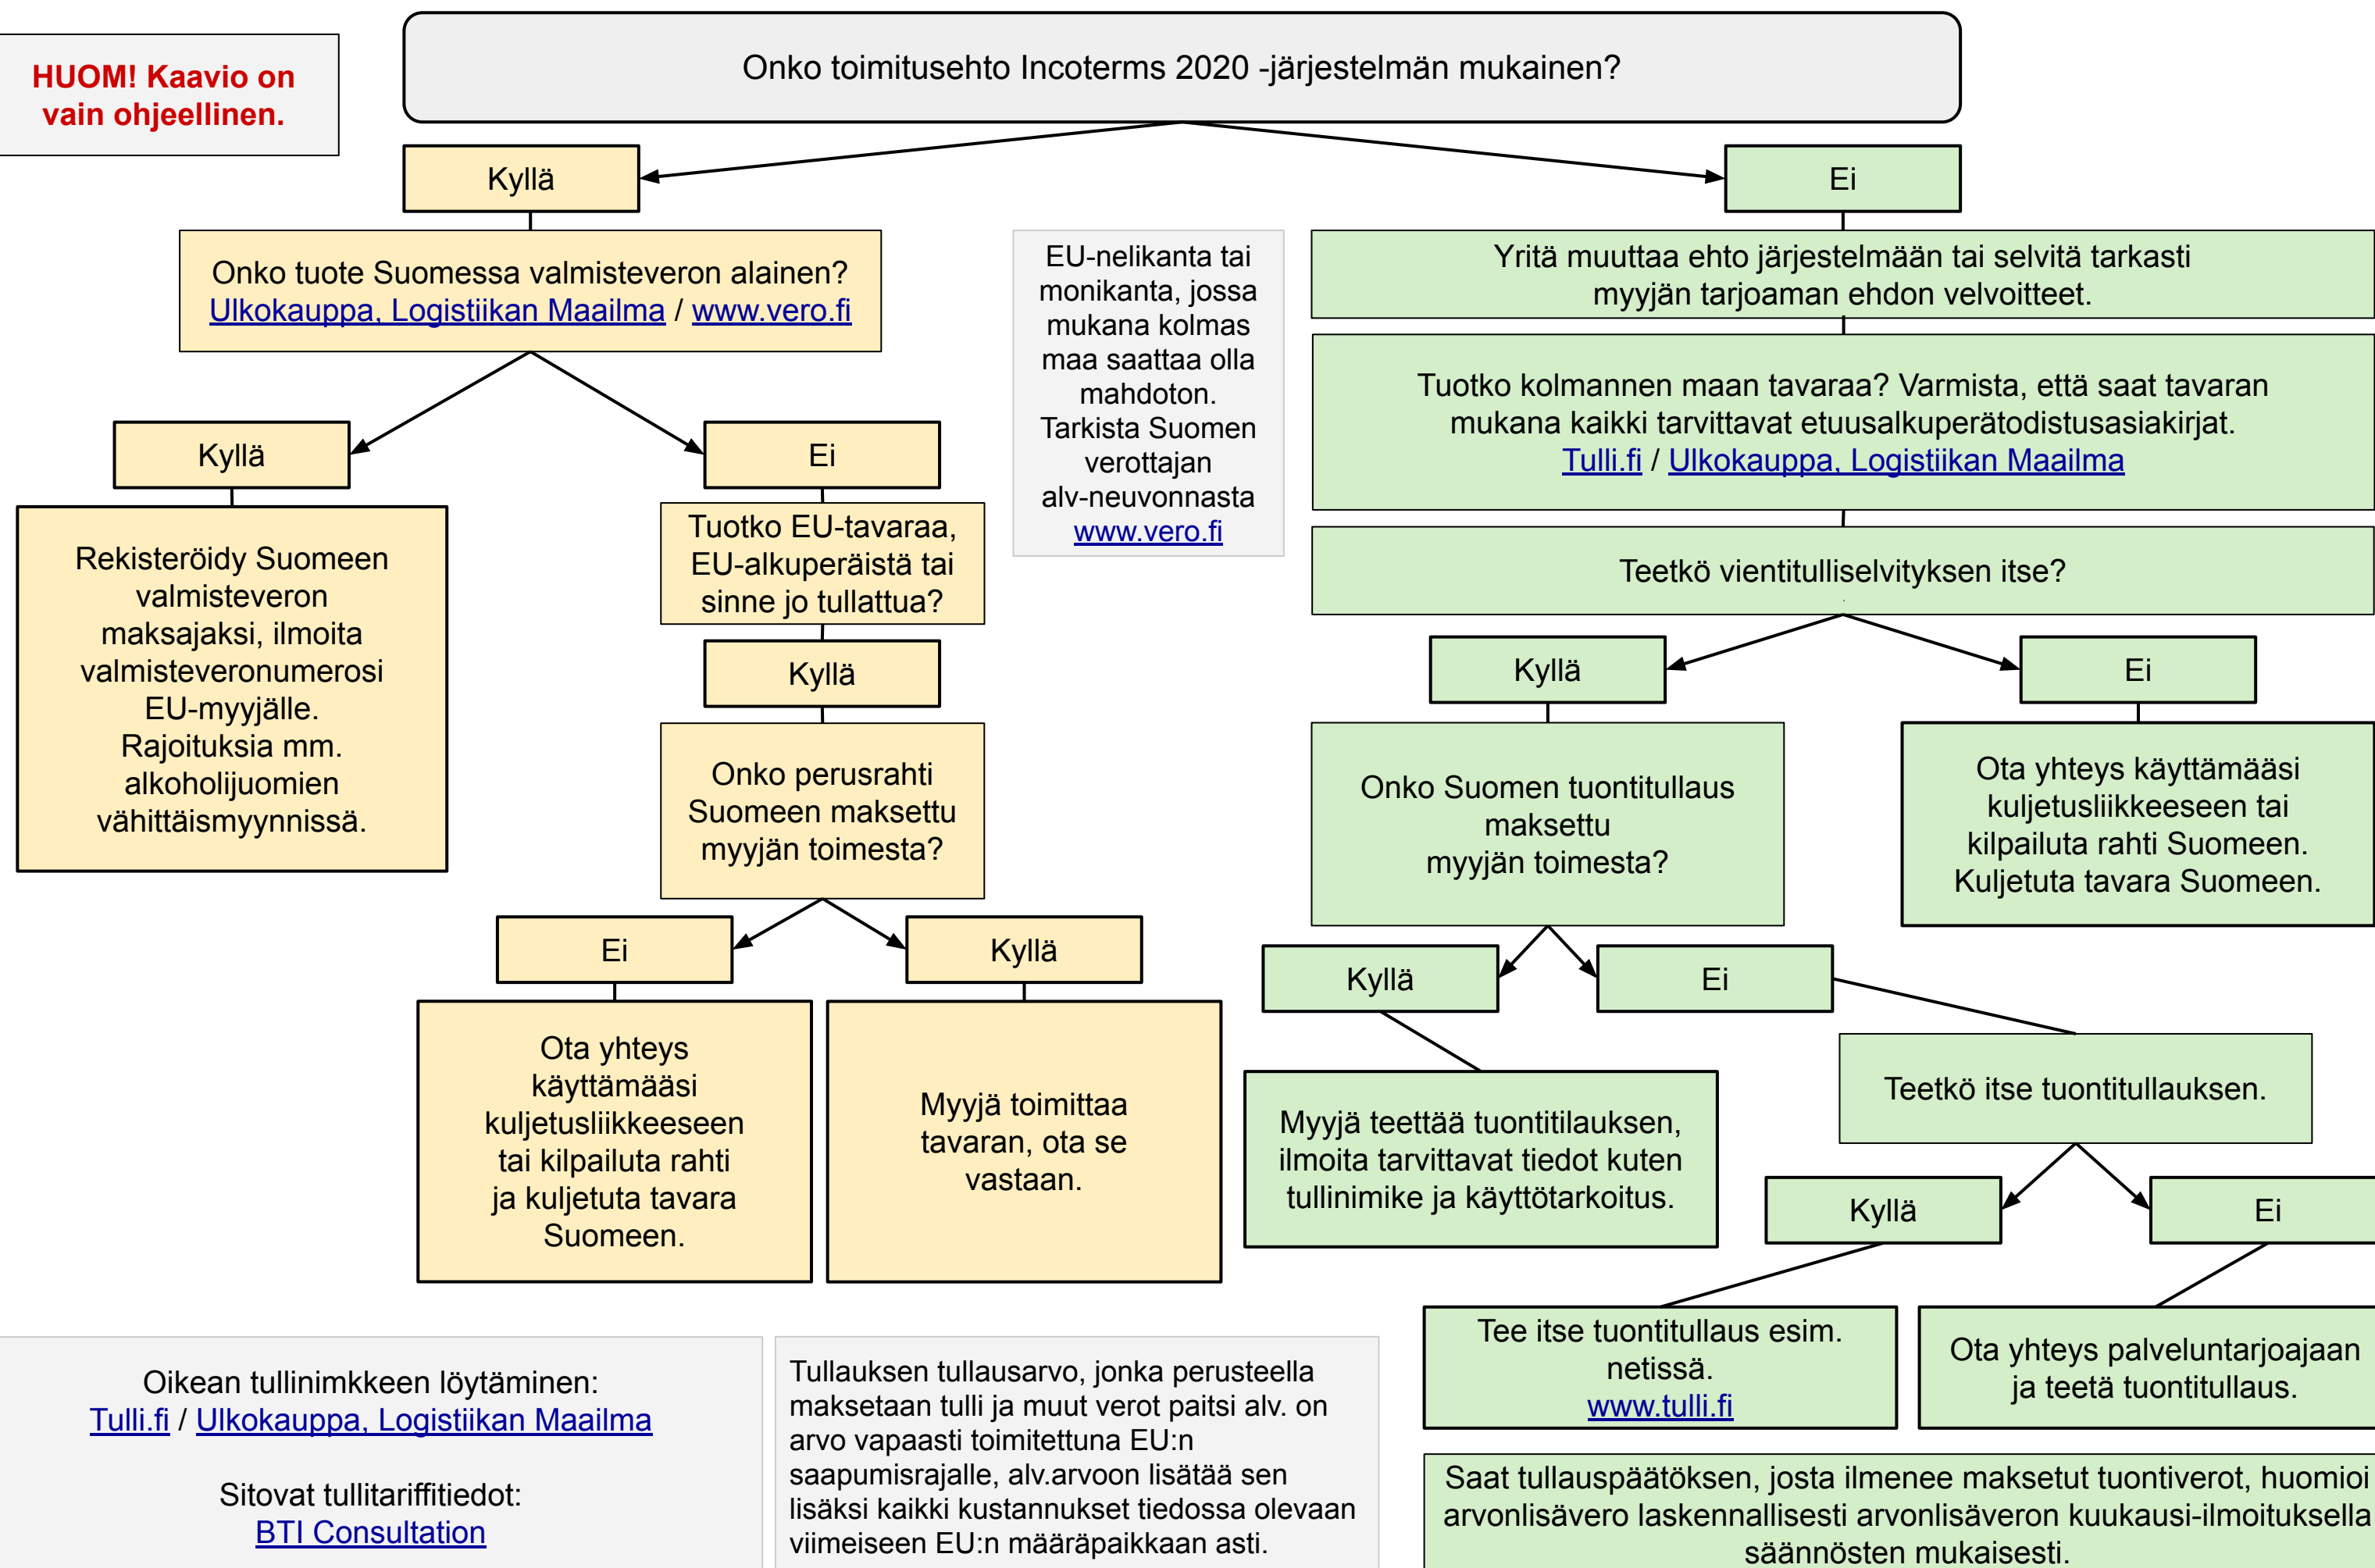 HUOM! Kaavio on
vain ohjeellinen.
Onko toimitusehto Incoterms 2020 -järjestelmän mukainen?
Kyllä
Ei
Onko tuote Suomessa valmisteveron alainen?
Ulkokauppa, Logistiikan Maailma / www.vero.fi
Kyllä
Ei
Rekisteröidy Suomeen
valmisteveron
maksajaksi, ilmoita
valmisteveronumerosi
EU-myyjälle.
Rajoituksia mm.
alkoholijuomien
vähittäismyynnissä.
Tuotko EU-tavaraa,
EU-alkuperäistä tai
sinne jo tullattua?
Kyllä
Onko perusrahti
Suomeen maksettu
myyjän toimesta?
Ei
Kyllä
Ota yhteys
käyttämääsi
kuljetusliikkeeseen
tai kilpailuta rahti
ja kuljetuta tavara
Suomeen.
Myyjä toimittaa
tavaran, ota se
vastaan.
EU-nelikanta tai
monikanta, jossa
mukana kolmas
maa saattaa olla
mahdoton.
Tarkista Suomen
verottajan
alv-neuvonnasta
www.vero.fi
Yritä muuttaa ehto järjestelmään tai selvitä tarkasti
myyjän tarjoaman ehdon velvoitteet.
Tuotko kolmannen maan tavaraa? Varmista, että saat tavaran
mukana kaikki tarvittavat etuusalkuperätodistusasiakirjat.
Tulli.fi / Ulkokauppa, Logistiikan Maailma
Teetkö vientitulliselvityksen itse?
Kyllä
Ei
Onko Suomen tuontitullaus
maksettu
myyjän toimesta?
Ota yhteys käyttämääsi
kuljetusliikkeeseen tai
kilpailuta rahti Suomeen.
Kuljetuta tavara Suomeen.
Kyllä
Ei
Myyjä teettää tuontitilauksen,
ilmoita tarvittavat tiedot kuten
tullinimike ja käyttötarkoitus.
Teetkö itse tuontitullauksen.
Kyllä
Ei
Tee itse tuontitullaus esim.
netissä.
www.tulli.fi
Ota yhteys palveluntarjoajaan
ja teetä tuontitullaus.
Oikean tullinimkkeen löytäminen:
Tulli.fi / Ulkokauppa, Logistiikan Maailma
Sitovat tullitariffitiedot:
BTI Consultation
Tullauksen tullausarvo, jonka perusteella
maksetaan tulli ja muut verot paitsi alv. on
arvo vapaasti toimitettuna EU:n
saapumisrajalle, alv.arvoon lisätää sen
lisäksi kaikki kustannukset tiedossa olevaan
viimeiseen EU:n määräpaikkaan asti.
Saat tullauspäätöksen, josta ilmenee maksetut tuontiverot, huomioi
arvonlisävero laskennallisesti arvonlisäveron kuukausi-ilmoituksella
säännösten mukaisesti.